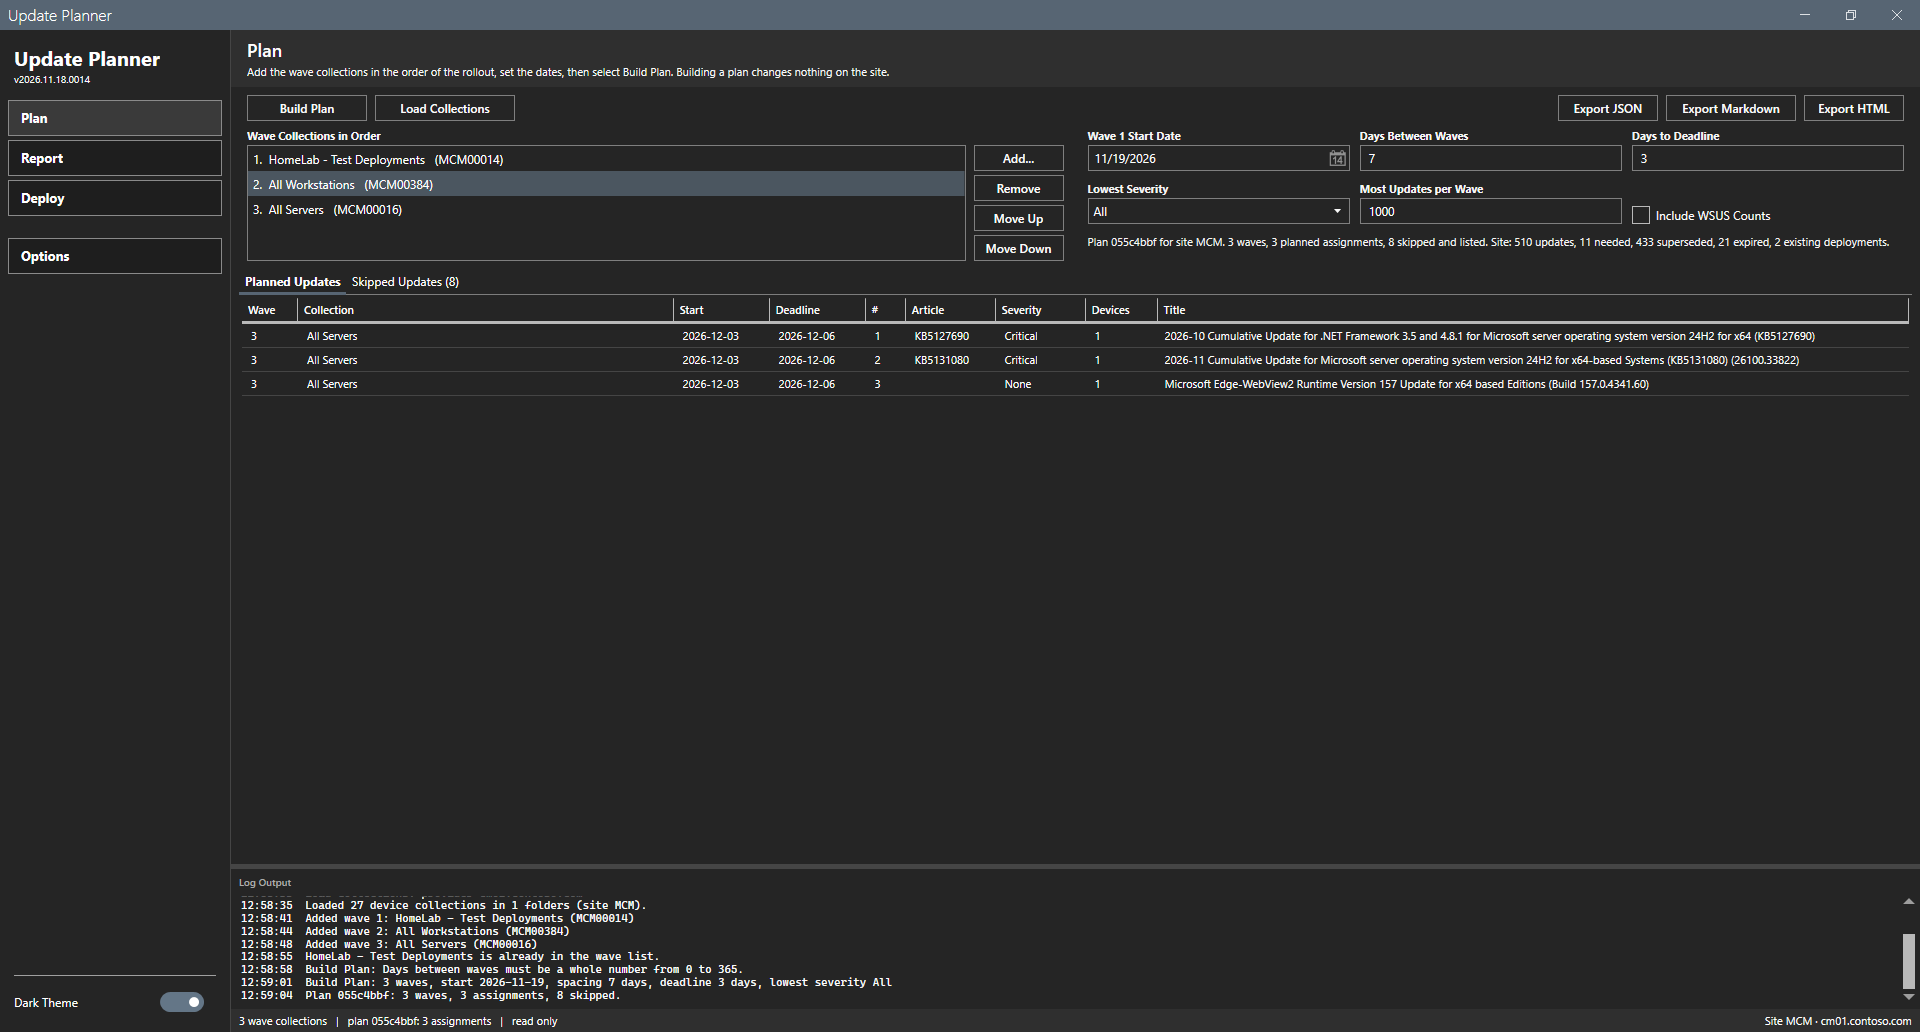 Update Planner
Update Planner
v2026.11.18.0014
Plan
Report
Deploy
Options
Dark Theme
Plan
Add the wave collections in the order of the rollout, set the dates, then select Build Plan. Building a plan changes nothing on the site.
Build Plan
Load Collections
Export JSON
Export Markdown
Export HTML
Wave Collections in Order
1. HomeLab - Test Deployments (MCM00014)
2. All Workstations (MCM00384)
3. All Servers (MCM00016)
Add...
Remove
Move Up
Move Down
Wave 1 Start Date
Days Between Waves
Days to Deadline
11/19/2026
14
7
3
Lowest Severity
Most Updates per Wave
All
1000
Include WSUS Counts
Plan 055c4bbf for site MCM. 3 waves, 3 planned assignments, 8 skipped and listed. Site: 510 updates, 11 needed, 433 superseded, 21 expired, 2 existing deployments.
Planned Updates
Skipped Updates (8)
Wave Collection Start Deadline # Article Severity Devices Title
3 All Servers 2026-12-03 2026-12-06 1 KB5127690 Critical 1 2026-10 Cumulative Update for .NET Framework 3.5 and 4.8.1 for Microsoft server operating system version 24H2 for x64 (KB5127690)
3 All Servers 2026-12-03 2026-12-06 2 KB5131080 Critical 1 2026-11 Cumulative Update for Microsoft server operating system version 24H2 for x64-based Systems (KB5131080) (26100.33822)
3 All Servers 2026-12-03 2026-12-06 3 None 1 Microsoft Edge-WebView2 Runtime Version 157 Update for x64 based Editions (Build 157.0.4341.60)
Log Output
12:58:35 Loaded 27 device collections in 1 folders (site MCM).
12:58:41 Added wave 1: HomeLab - Test Deployments (MCM00014)
12:58:44 Added wave 2: All Workstations (MCM00384)
12:58:48 Added wave 3: All Servers (MCM00016)
12:58:55 HomeLab - Test Deployments is already in the wave list.
12:58:58 Build Plan: Days between waves must be a whole number from 0 to 365.
12:59:01 Build Plan: 3 waves, start 2026-11-19, spacing 7 days, deadline 3 days, lowest severity All
12:59:04 Plan 055c4bbf: 3 waves, 3 assignments, 8 skipped.
3 wave collections | plan 055c4bbf: 3 assignments | read only
Site MCM · cm01.contoso.com